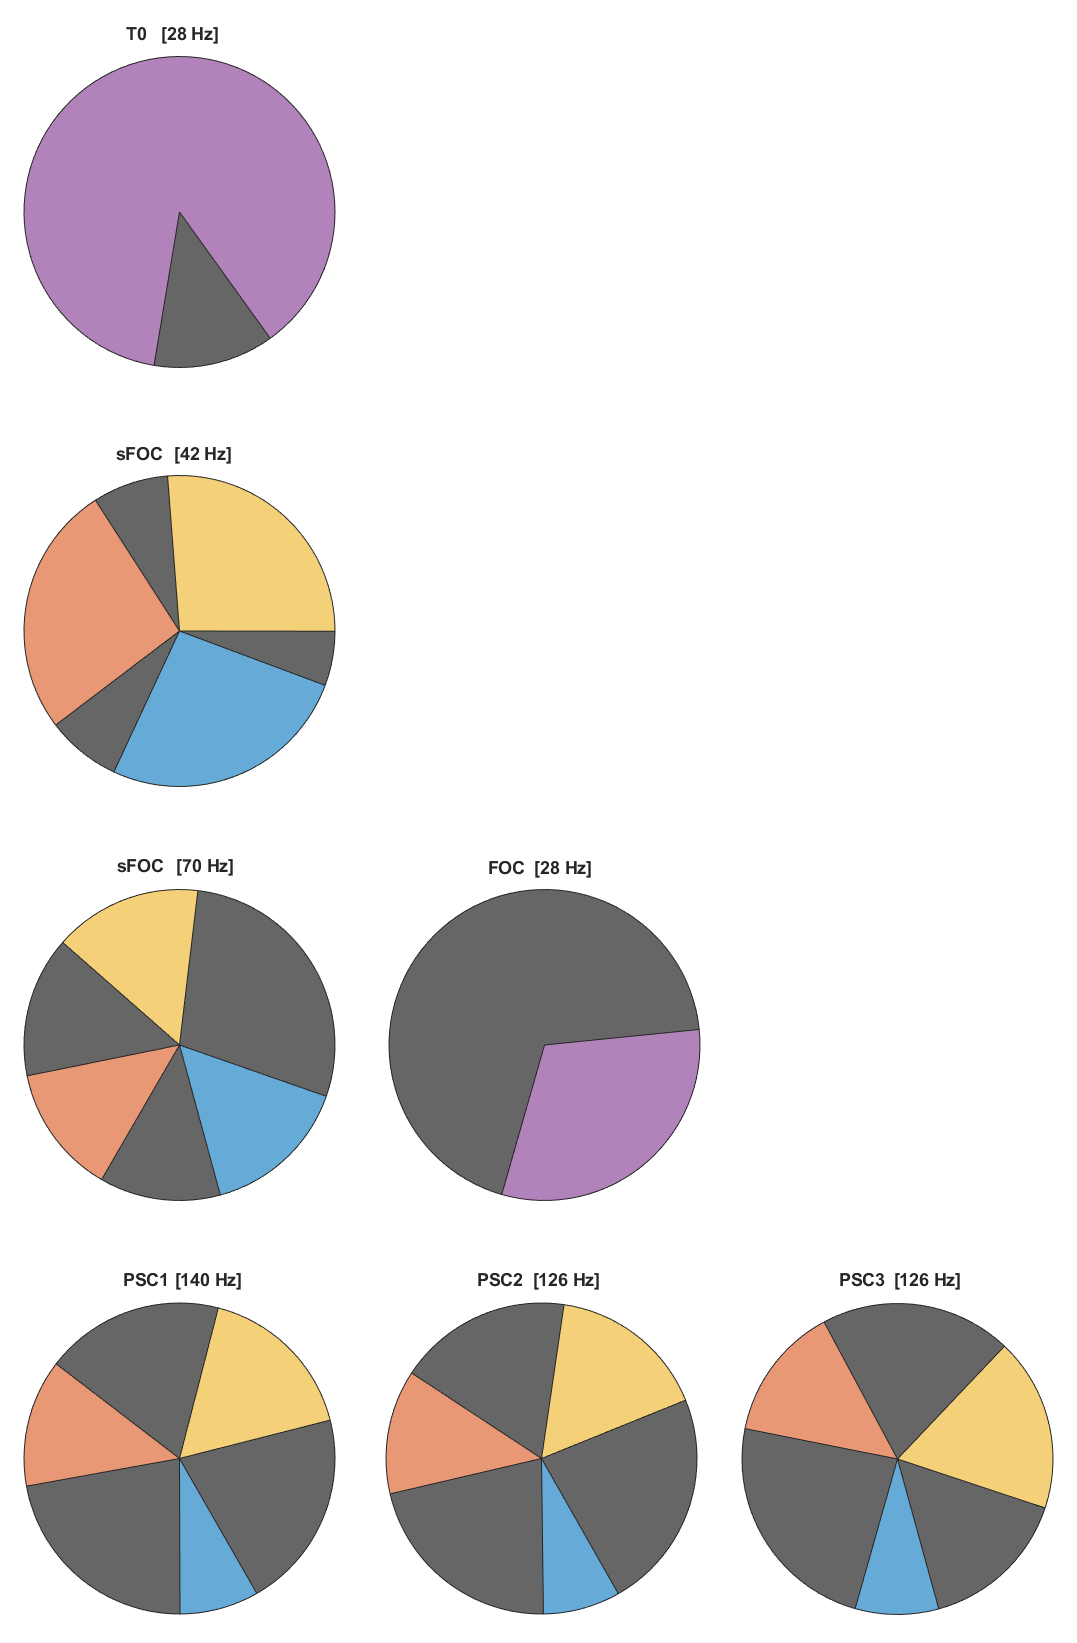 T0 [28 Hz]
sFOC [42 Hz]
sFOC [70 Hz]
FOC [28 Hz]
PSC1 [140 Hz]
PSC2 [126 Hz]
PSC3 [126 Hz]